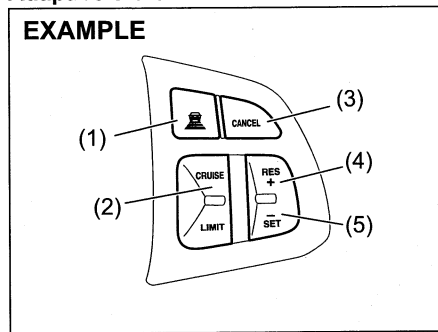 EXAMPLE
(1)
CANCEL
(3)
(2)
CRUISE
LIMIT
RES
+
(4)
−
SET
(5)